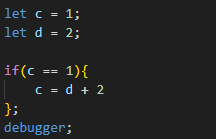 let c = 1;
let d = 2;

if(c == 1){
    c = d + 2
};
debugger;